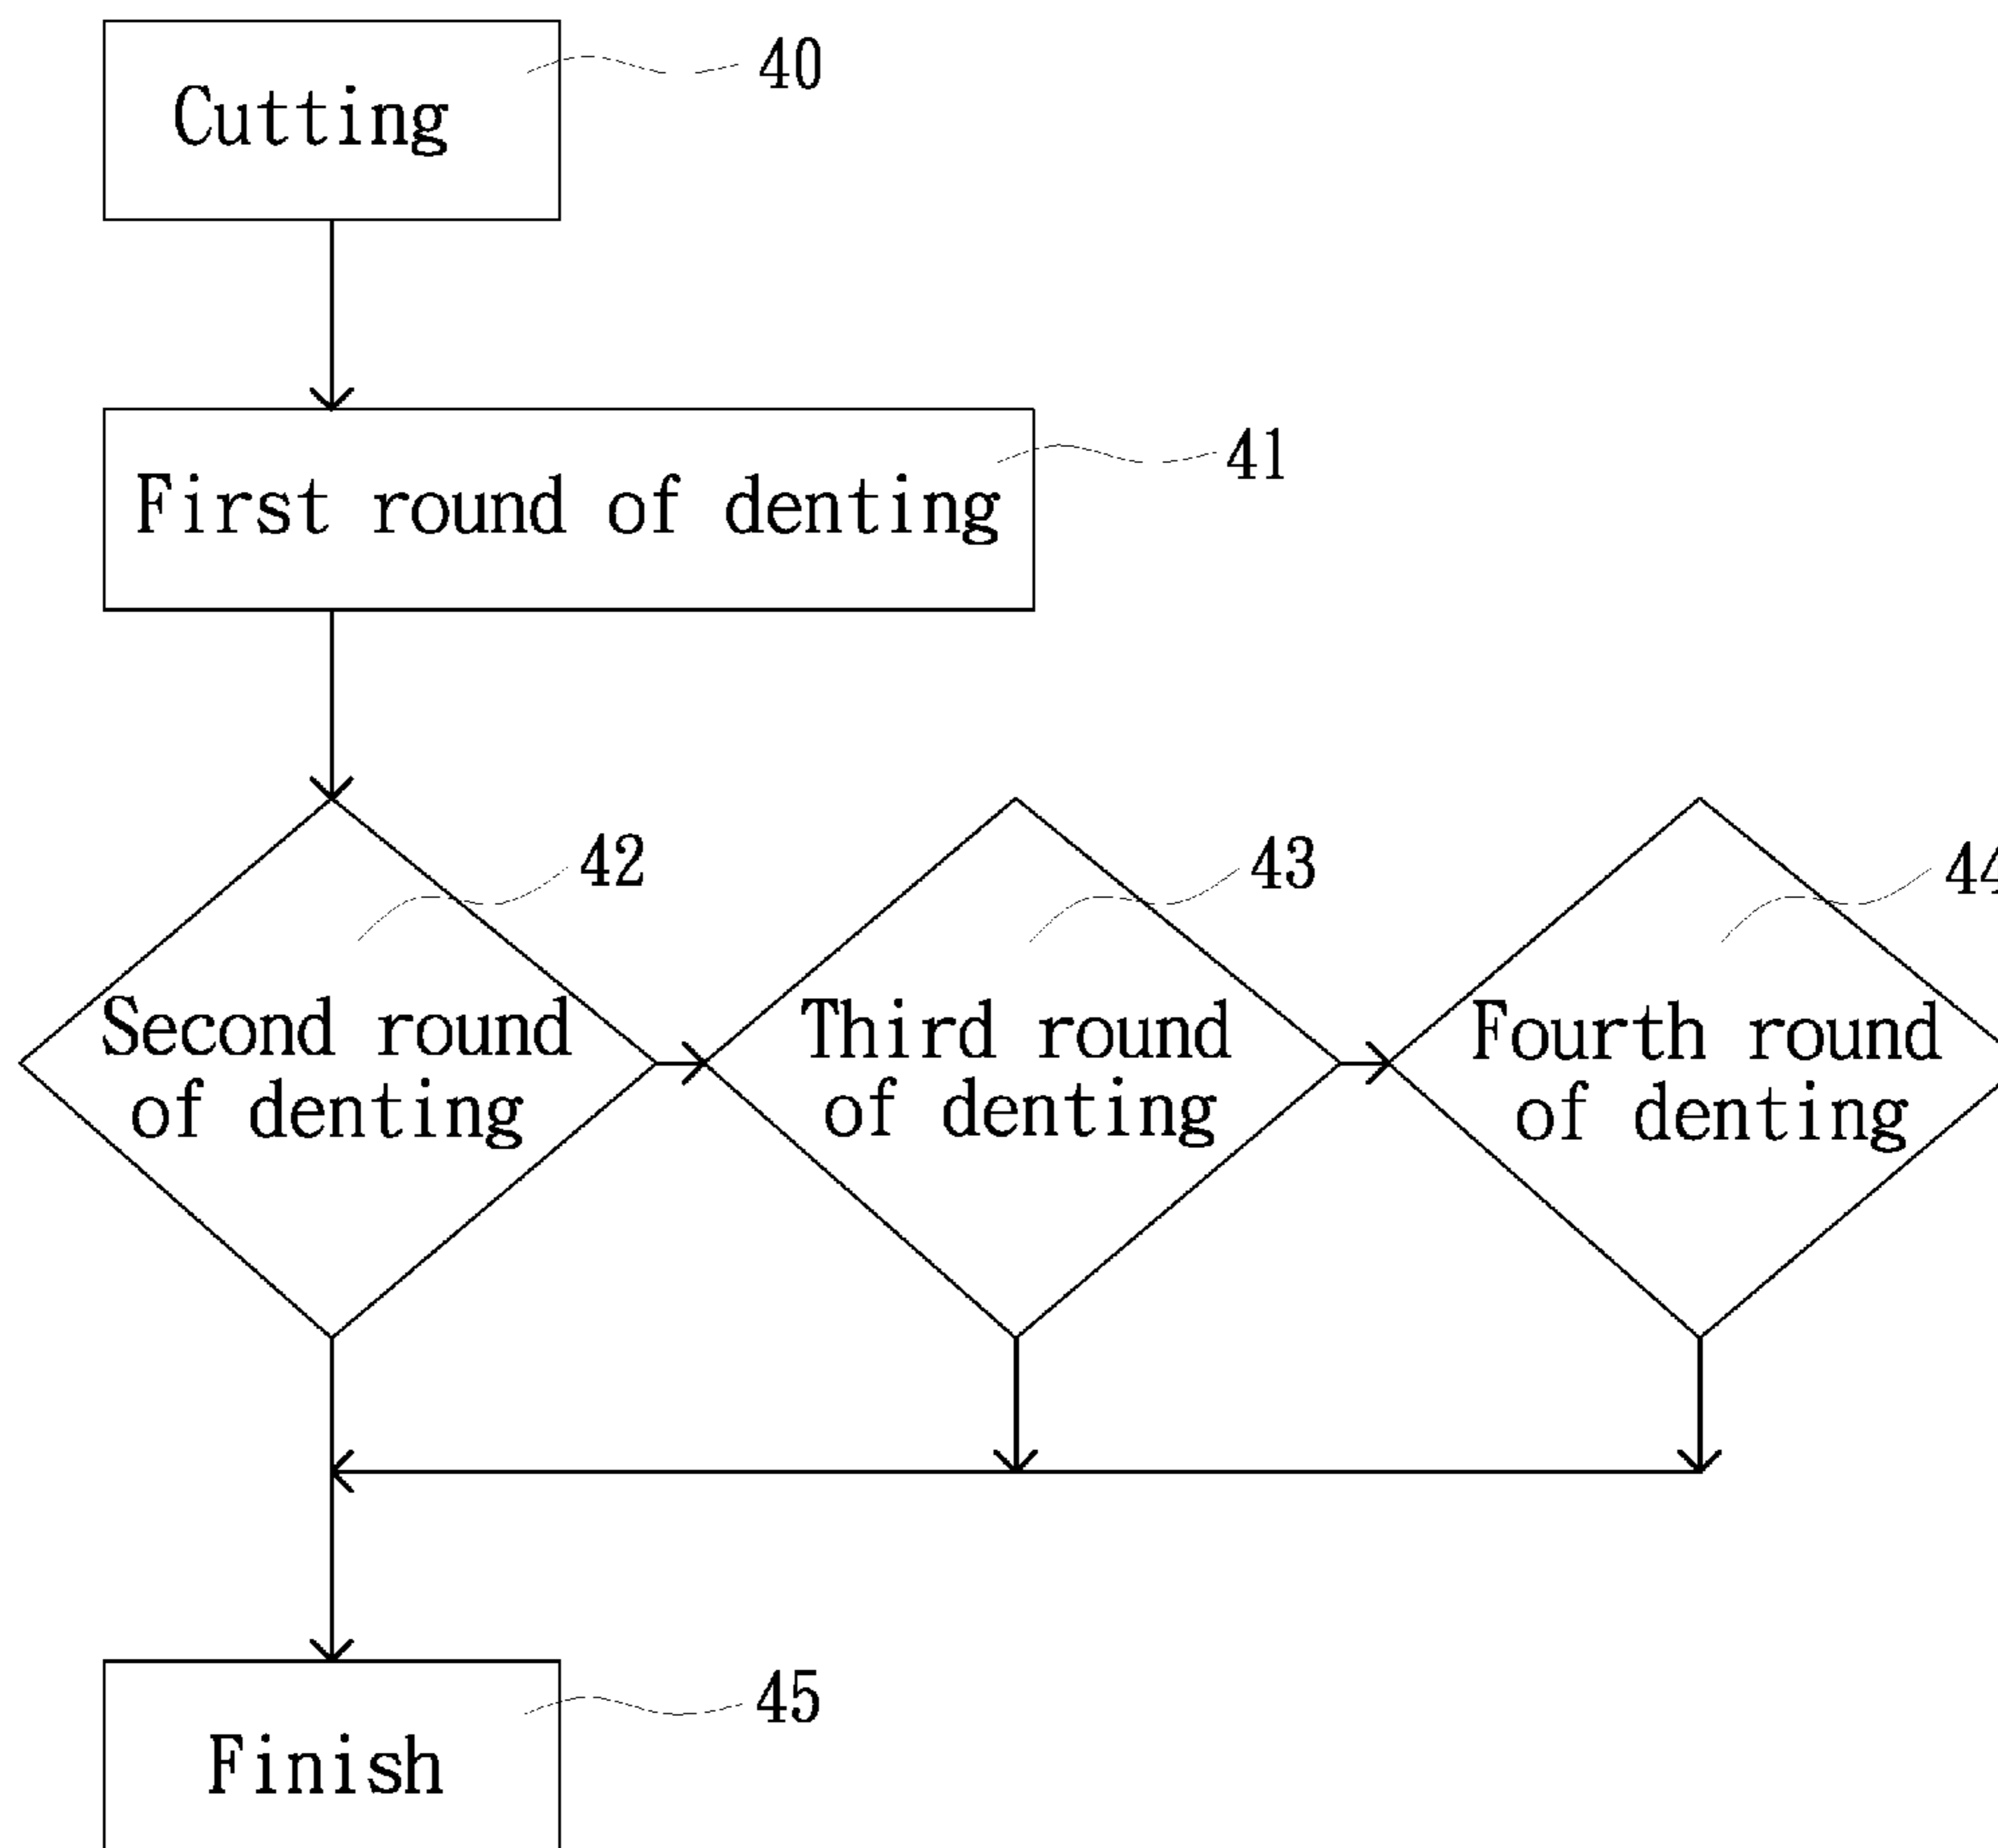 Cutting
40
First round of denting
41
42
43
44
Second round
of denting
Third round
of denting
Fourth round
of denting
45
Finish